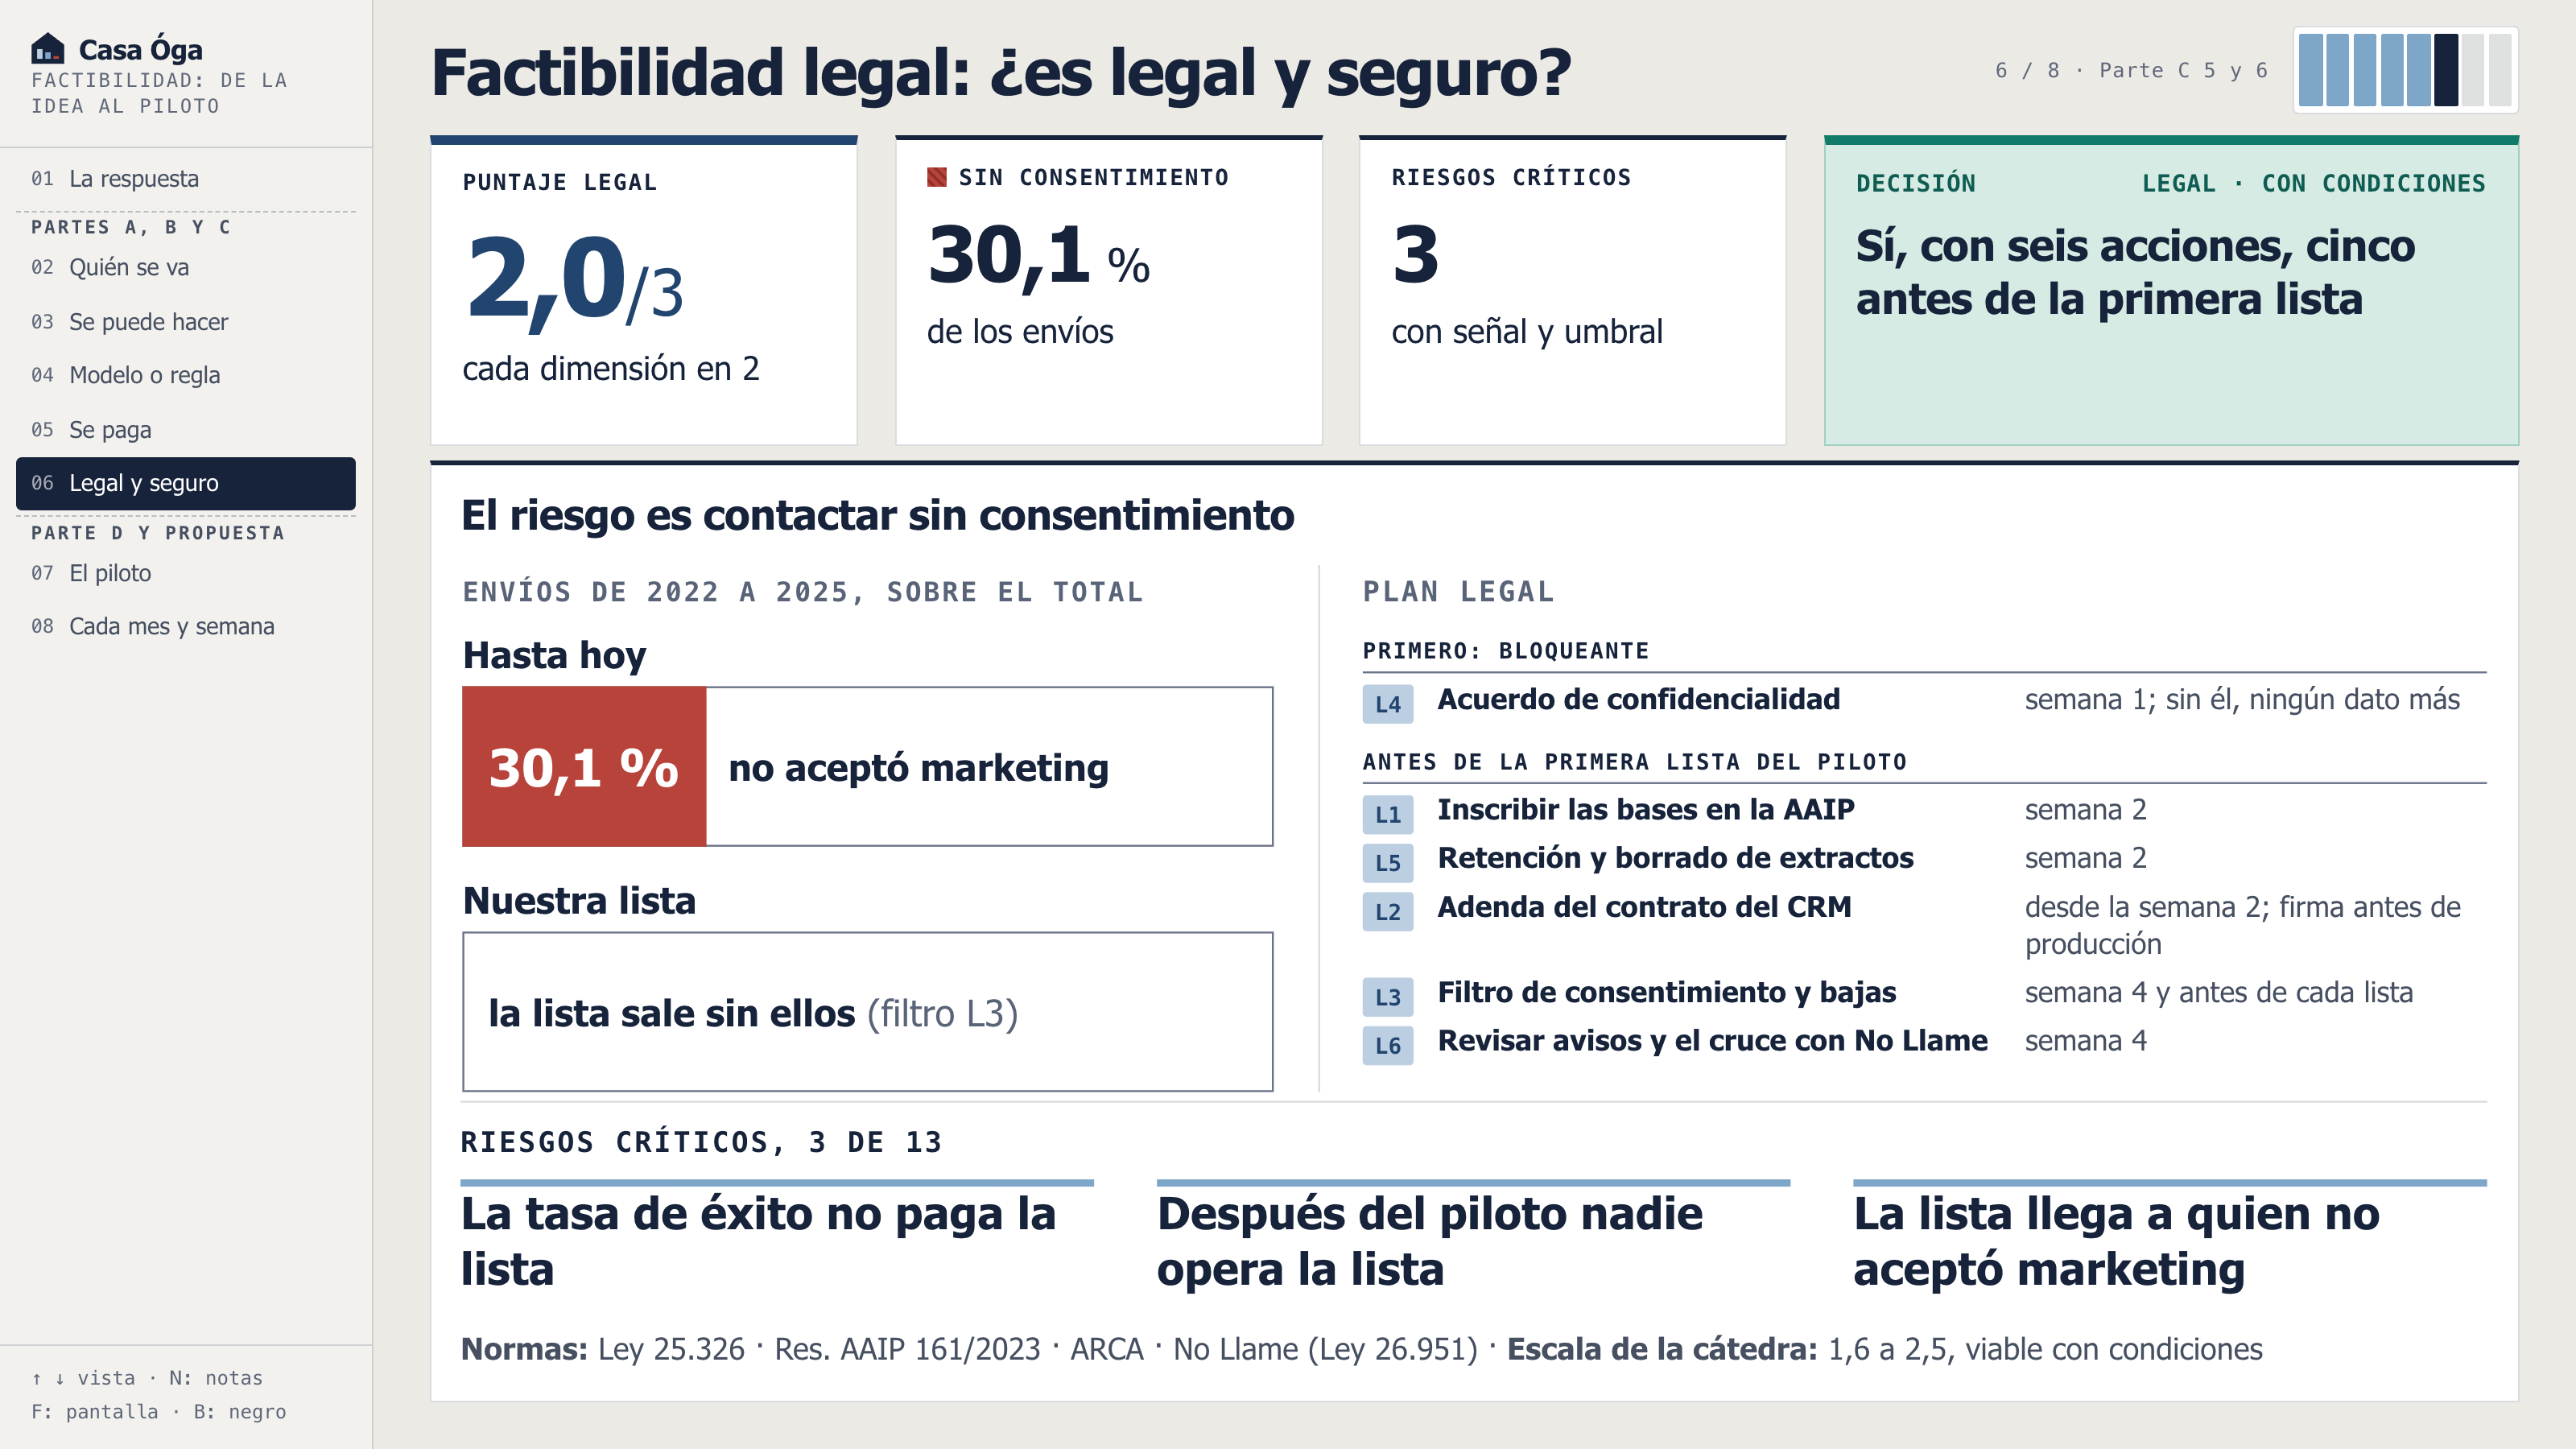 Casa Óga
FACTIBILIDAD: DE LA
IDEA AL PILOTO
01 La respuesta
PARTES A, B Y C
02 Quién se va
03 Se puede hacer
04 Modelo o regla
05 Se paga
06 Legal y seguro
PARTE D Y PROPUESTA
07 El piloto
08 Cada mes y semana
↑ ↓ vista · N: notas
F: pantalla · B: negro
Factibilidad legal: ¿es legal y seguro?
6 / 8 · Parte C 5 y 6
PUNTAJE LEGAL
2,0/3
cada dimensión en 2
SIN CONSENTIMIENTO
30,1 %
de los envíos
RIESGOS CRÍTICOS
3
con señal y umbral
DECISIÓN LEGAL · CON CONDICIONES
Sí, con seis acciones, cinco
antes de la primera lista
El riesgo es contactar sin consentimiento
ENVÍOS DE 2022 A 2025, SOBRE EL TOTAL
Hasta hoy
30,1 % no aceptó marketing
Nuestra lista
la lista sale sin ellos (filtro L3)
PLAN LEGAL
PRIMERO: BLOQUEANTE
L4 Acuerdo de confidencialidad semana 1; sin él, ningún dato más
ANTES DE LA PRIMERA LISTA DEL PILOTO
L1 Inscribir las bases en la AAIP semana 2
L5 Retención y borrado de extractos semana 2
L2 Adenda del contrato del CRM desde la semana 2; firma antes de
producción
L3 Filtro de consentimiento y bajas semana 4 y antes de cada lista
L6 Revisar avisos y el cruce con No Llame semana 4
RIESGOS CRÍTICOS, 3 DE 13
La tasa de éxito no paga la
lista
Después del piloto nadie
opera la lista
La lista llega a quien no
aceptó marketing
Normas: Ley 25.326 · Res. AAIP 161/2023 · ARCA · No Llame (Ley 26.951) · Escala de la cátedra: 1,6 a 2,5, viable con condiciones